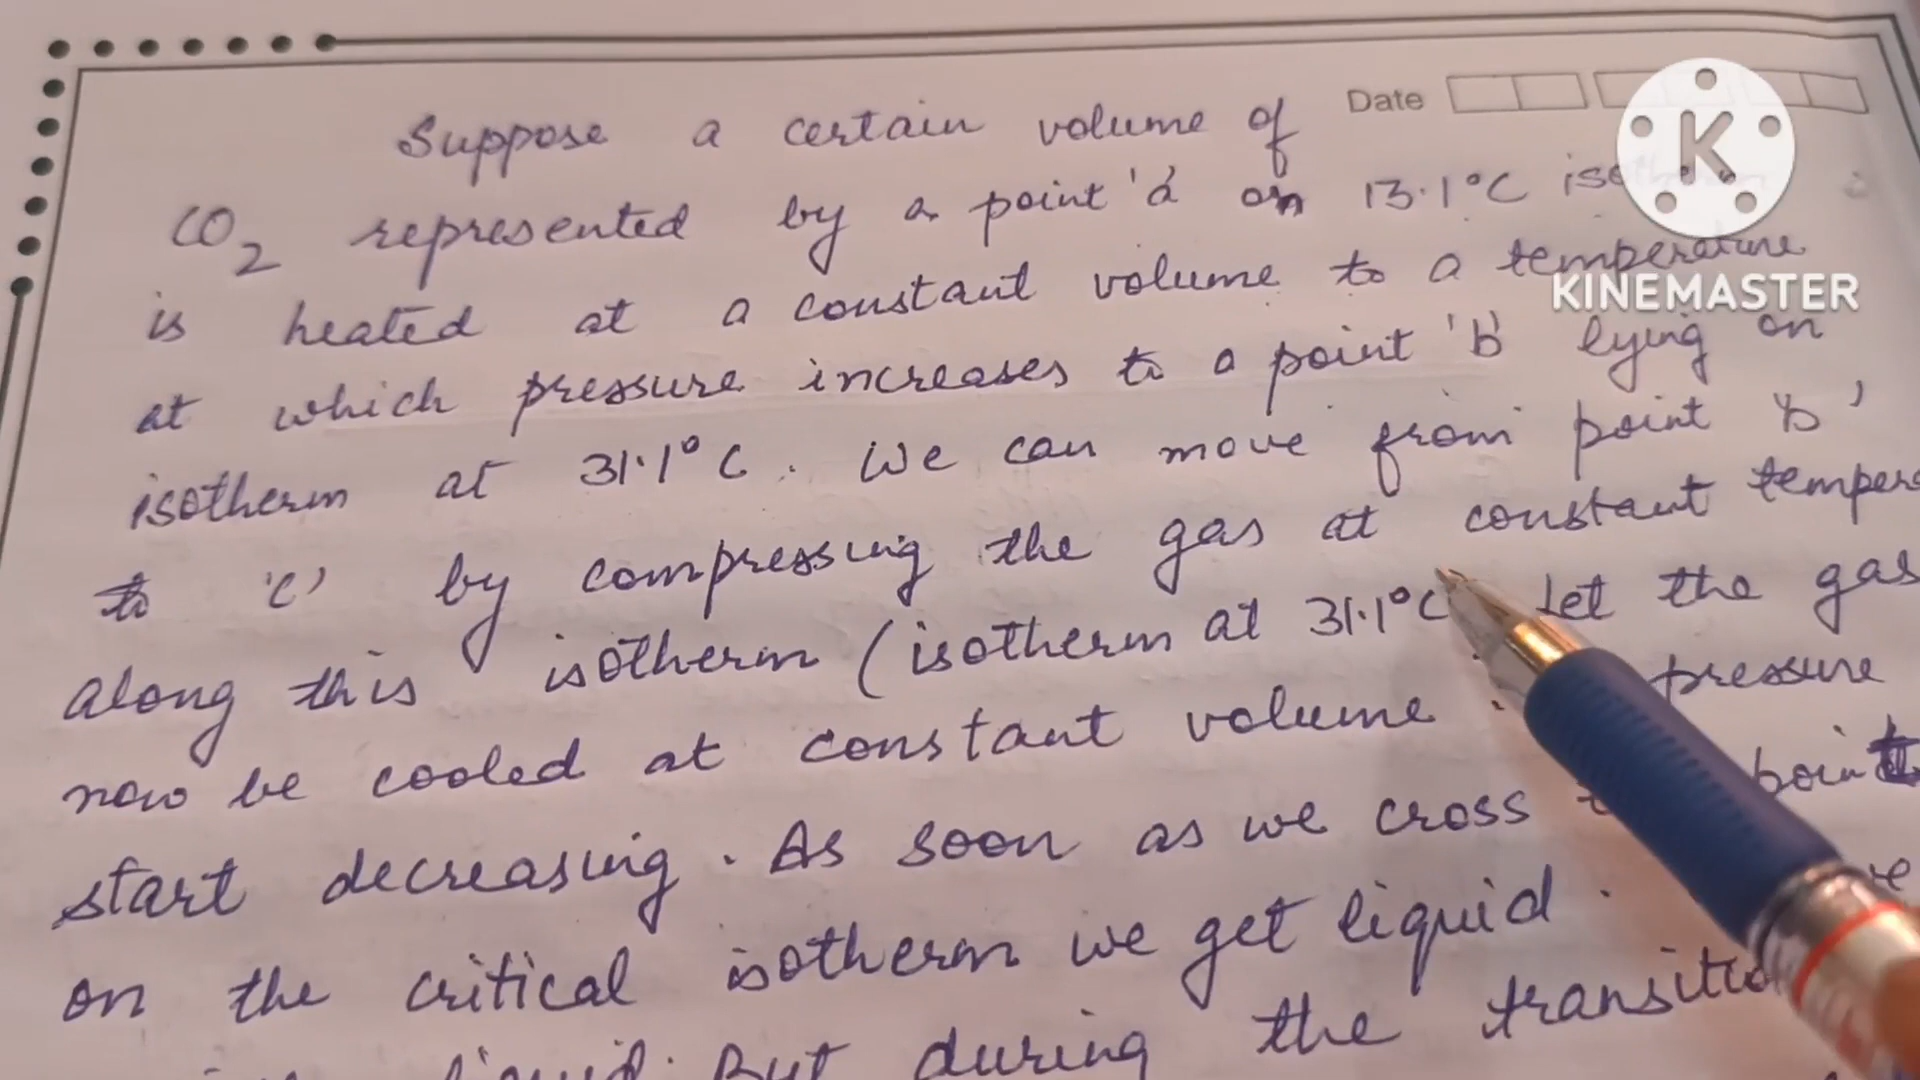 Date
Suppose a certain volume of
CO2 represented by a point 'a' on 13.1°C
is heated at a constant volume to a temperature
KINEMASTER
at which pressure increases to a point 'b' lying on
isotherm at 31.1°C. We can move from point 'b'
to 'c' by compressing the gas at constant temper
along this isotherm (isotherm at 31.1°C Let the gas
now be cooled at constant volume. pressure
start decreasing. As soon as we cross point
on the critical isotherm we get liquid.
liquid. But during the transitio